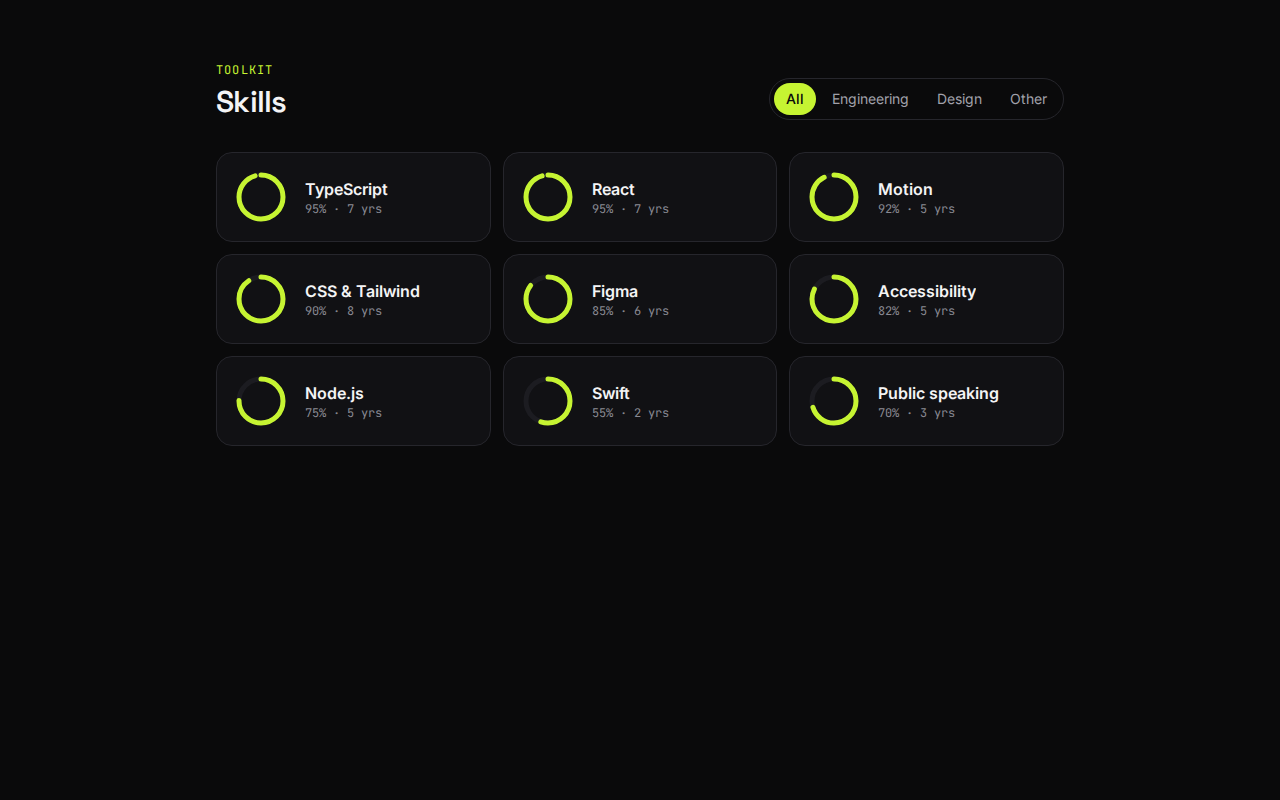 TOOLKIT
Skills
All
Engineering
Design
Other
TypeScript
95% · 7 yrs
React
95% · 7 yrs
Motion
92% · 5 yrs
CSS & Tailwind
90% · 8 yrs
Figma
85% · 6 yrs
Accessibility
82% · 5 yrs
Node.js
75% · 5 yrs
Swift
55% · 2 yrs
Public speaking
70% · 3 yrs